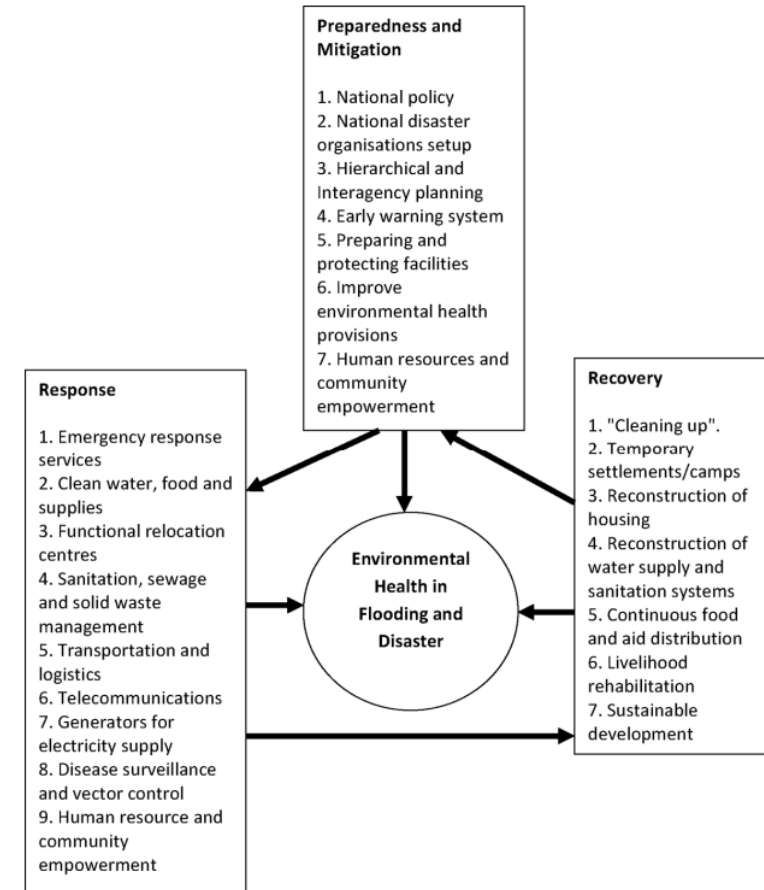 Preparedness and
Mitigation
1. National policy
2. National disaster
organisations setup
3. Hierarchical and
Interagency planning
4. Early warning system
5. Preparing and
protecting facilities
6. Improve
environmental health
provisions
7. Human resources and
community
empowerment
Response
1. Emergency response
services
2. Clean water, food and
supplies
3. Functional relocation
centres
4. Sanitation, sewage
and solid waste
management
5. Transportation and
logistics
6. Telecommunications
7. Generators for
electricity supply
8. Disease surveillance
and vector control
9. Human resource and
community
empowerment
Environmental
Health in
Flooding and
Disaster
Recovery
1. "Cleaning up".
2. Temporary
settlements/camps
3. Reconstruction of
housing
4. Reconstruction of
water supply and
sanitation systems
5. Continuous food
and aid distribution
6. Livelihood
rehabilitation
7. Sustainable
development